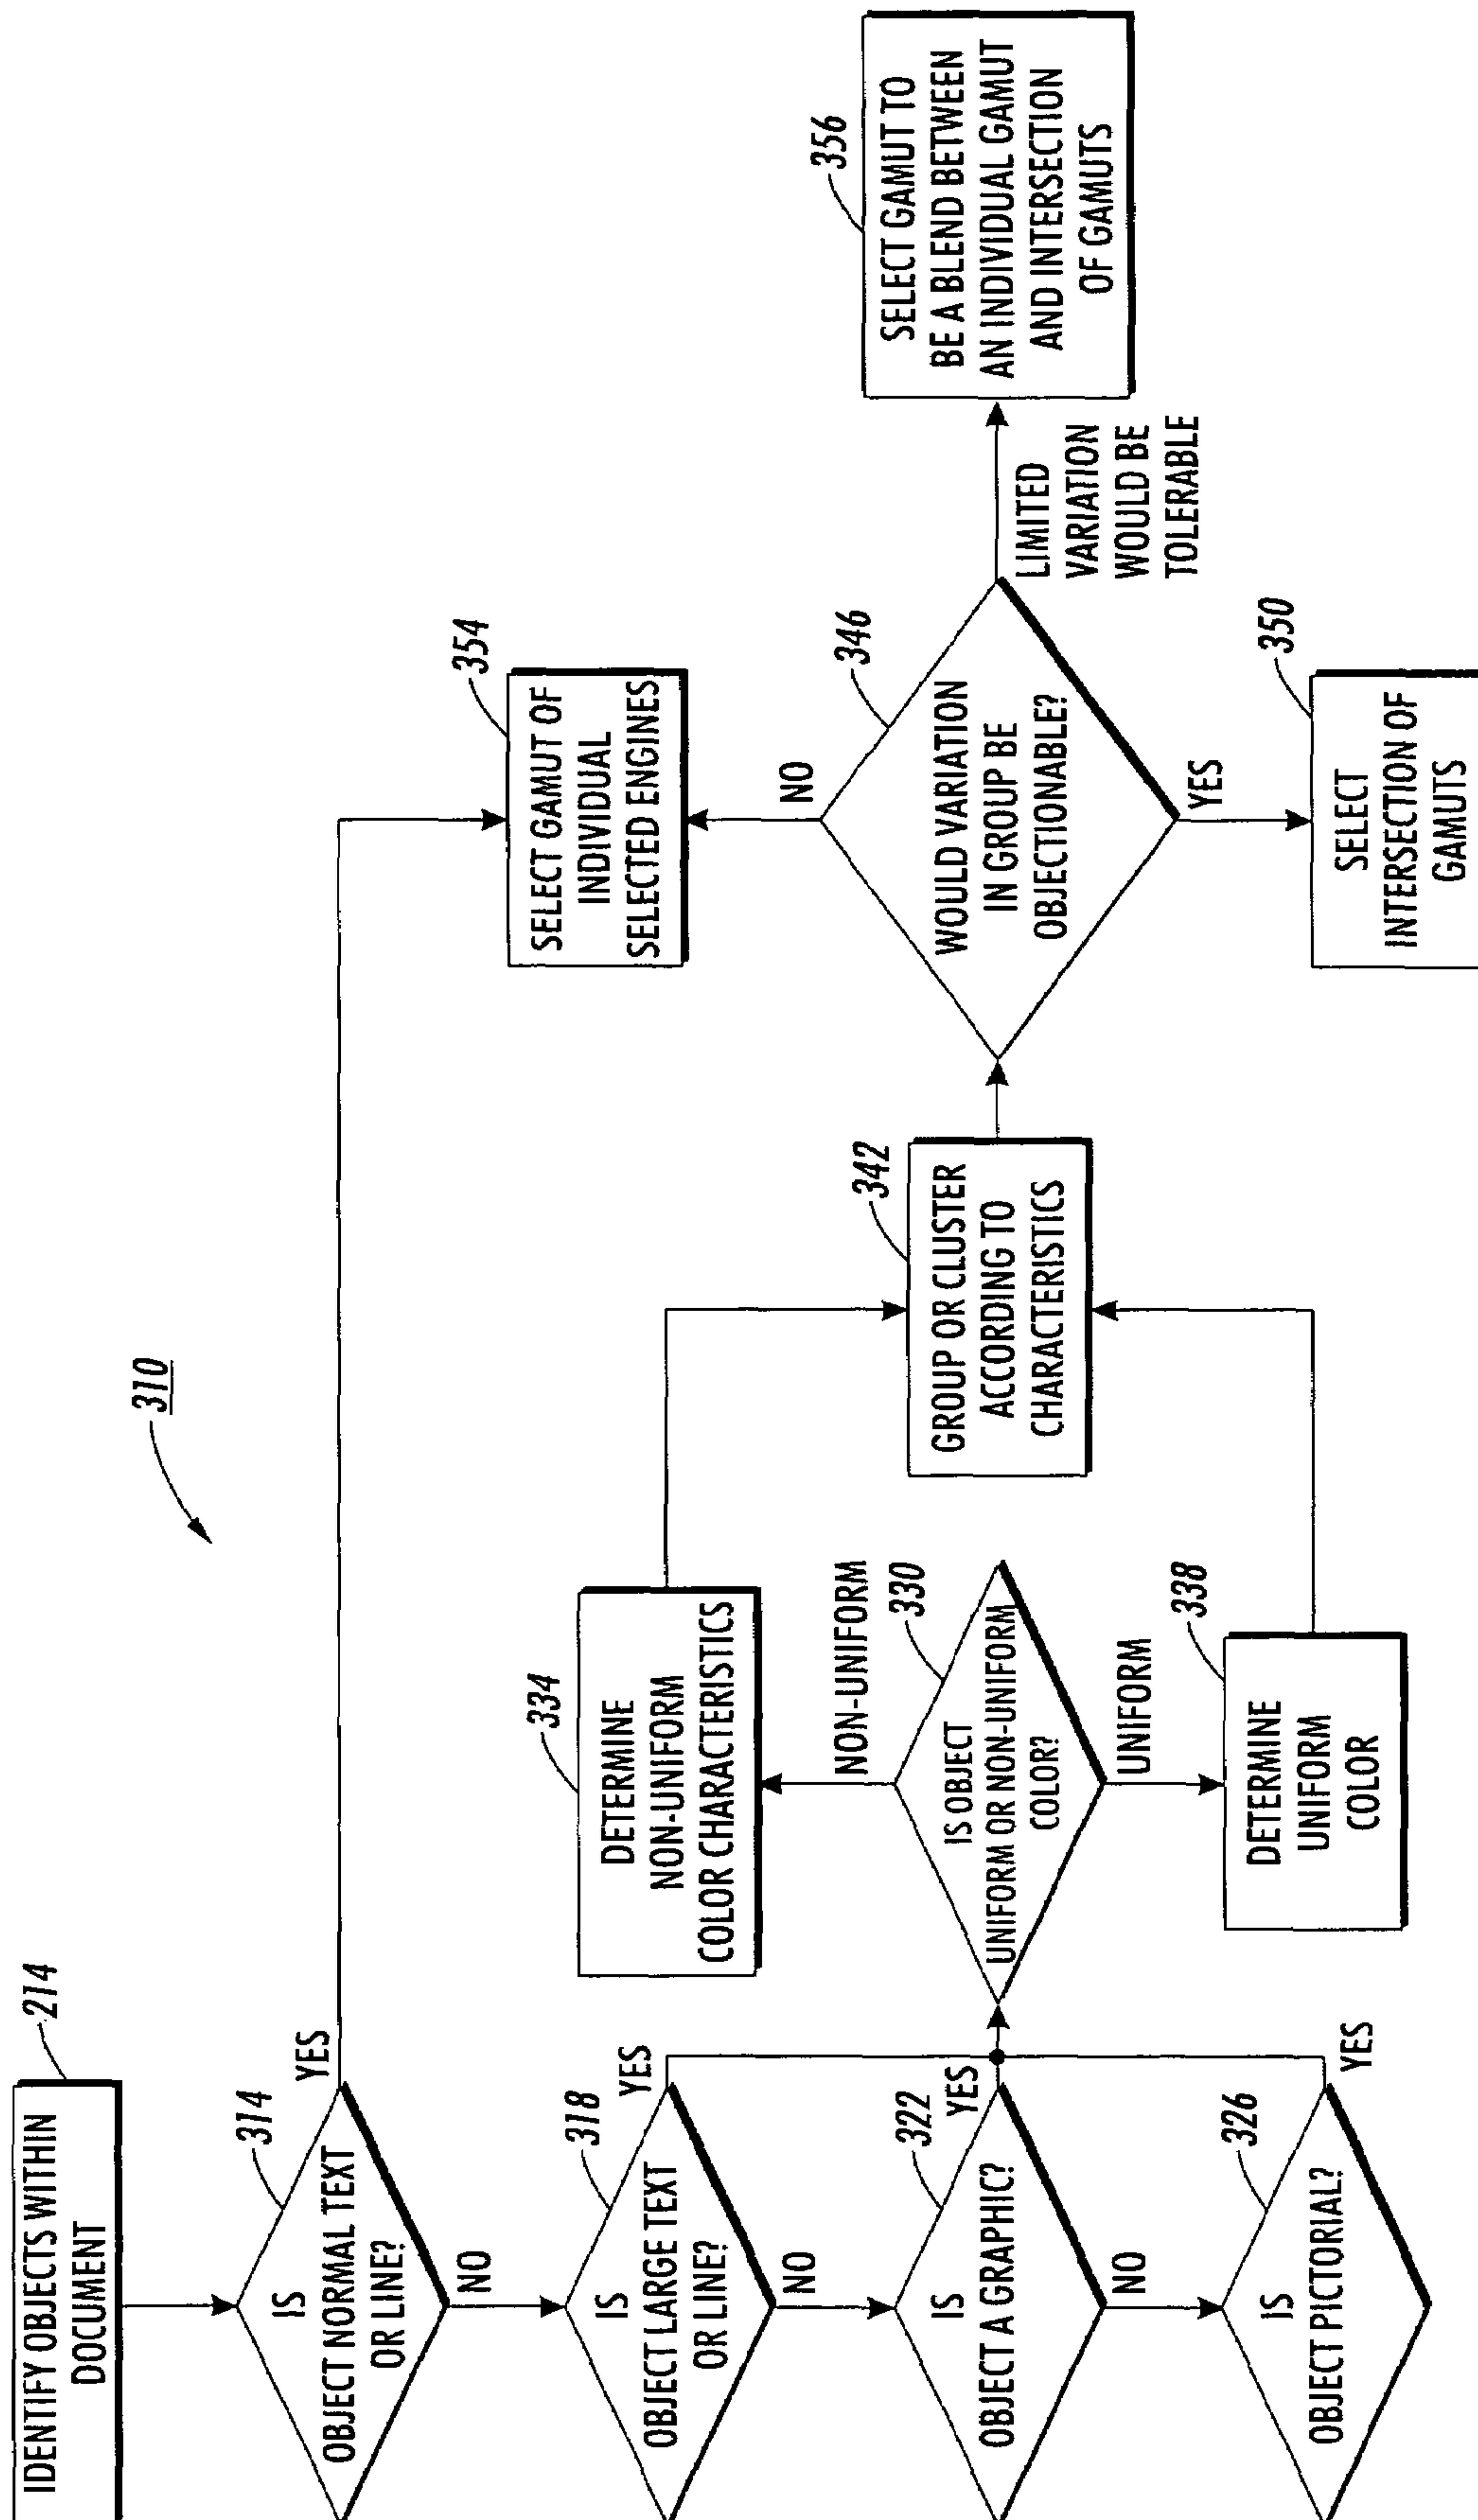 310
214
IDENTIFY OBJECTS WITHIN
DOCUMENT
314
IS
OBJECT NORMAL TEXT
OR LINE?
YES
NO
318
IS
OBJECT LARGE TEXT
OR LINE?
YES
NO
322
IS
OBJECT A GRAPHIC?
YES
NO
326
IS
OBJECT PICTORIAL?
YES
334
DETERMINE
NON-UNIFORM
COLOR CHARACTERISTICS
NON-UNIFORM
330
IS OBJECT
UNIFORM OR NON-UNIFORM
COLOR?
UNIFORM
338
DETERMINE
UNIFORM
COLOR
342
GROUP OR CLUSTER
ACCORDING TO
CHARACTERISTICS
354
SELECT GAMUT OF
INDIVIDUAL
SELECTED ENGINES
NO
346
WOULD VARIATION
IN GROUP BE
OBJECTIONABLE?
YES
350
SELECT
INTERSECTION OF
GAMUTS
LIMITED
VARIATION
WOULD BE
TOLERABLE
356
SELECT GAMUT TO
BE A BLEND BETWEEN
AN INDIVIDUAL GAMUT
AND INTERSECTION
OF GAMUTS